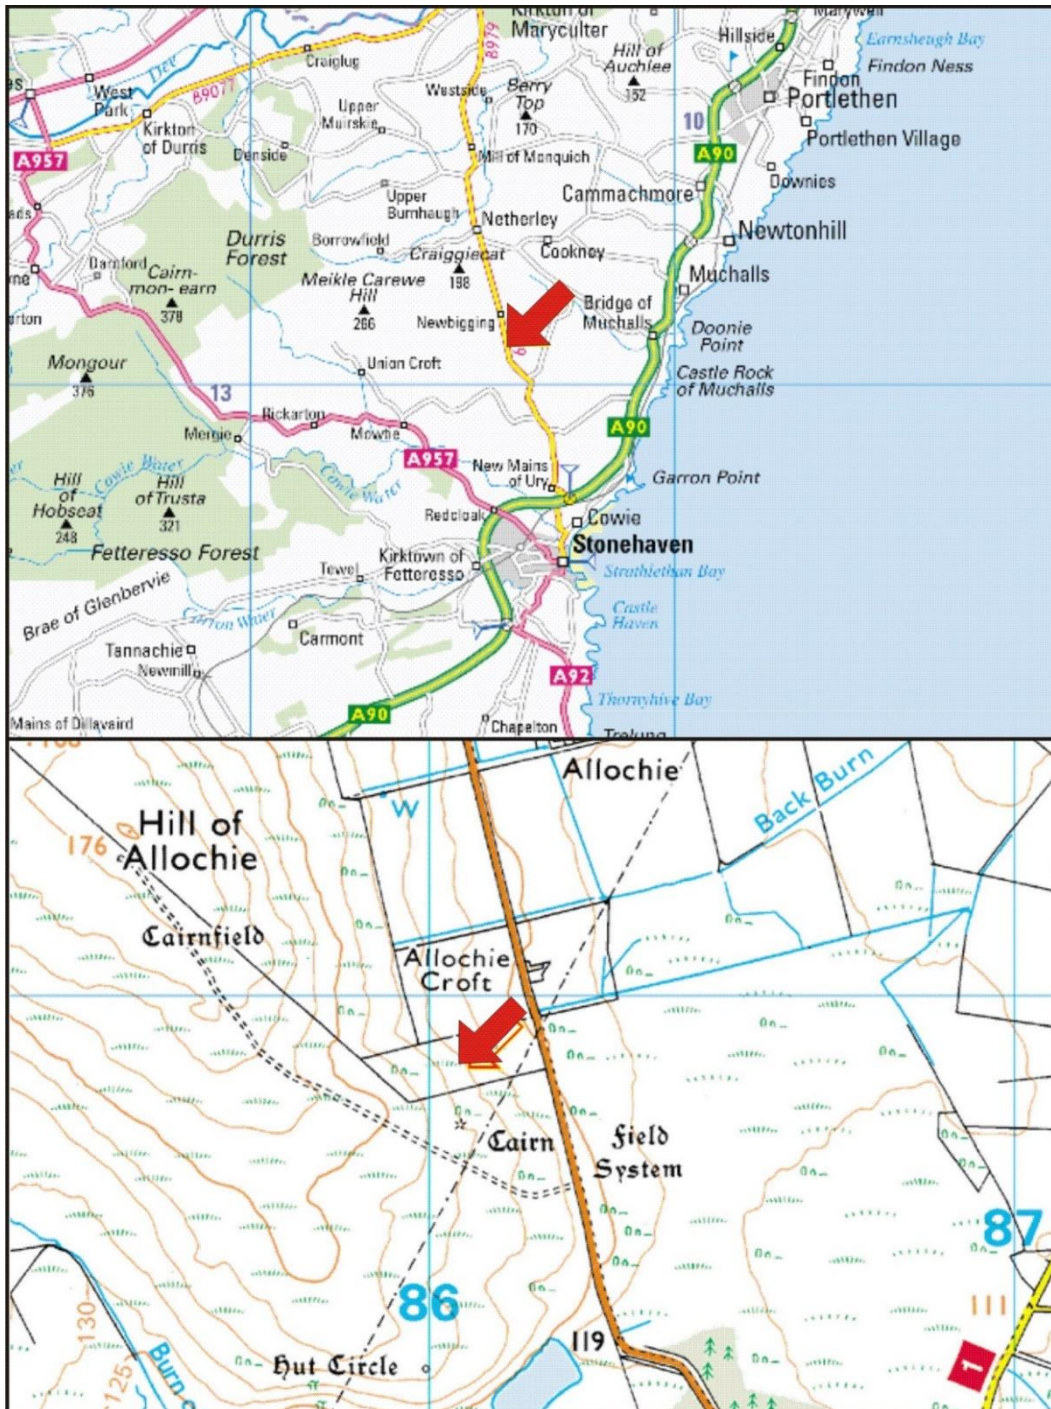 Kirkton of
Maryculter
Marywell
Hillside
Earnsheugh Bay
B979
Hill of
Auchlee
152
Findon
Findon Ness
Craiglug
Dee
West
Park
B9077
Westside
Berry
Top
170
Portlethen
Upper
Muirskie
10
Portlethen Village
Kirkton
of Durris
A957
Denside
Mill of Monquich
A90
Downies
Upper
Burnhaugh
Cammachmore
Netherley
Newtonhill
Durris
Forest
Borrowfield
Cookney
Craiggiecat
198
Muchalls
Darnford
Cairn-
mon-earn
378
Meikle Carewe
Hill
266
Newbigging
Bridge of
Muchalls
Doonie
Point
Mongour
376
Union Croft
Castle Rock
of Muchalls
13
Rickarton
Mowtie
A90
Mergie
A957
New Mains
of Ury
Garron Point
Cowie Water
Cowie Water
Hill
of
Hobseat
248
Hill
of Trusta
321
Redcloak
Cowie
Fetteresso Forest
Stonehaven
Kirktown of
Fetteresso
Strathlethan Bay
Tewel
Brae of Glenbervie
Castle
Haven
Carmont
Tannachie
Newmill
A92
Thornyhive Bay
Mains of Dillavaird
A90
Chapelton
Allochie
Back Burn
W
Hill of
Allochie
176
Cairnfield
Allochie
Croft
Cairn
Field
System
87
86
111
130
119
1
Hut Circle
125
Burn